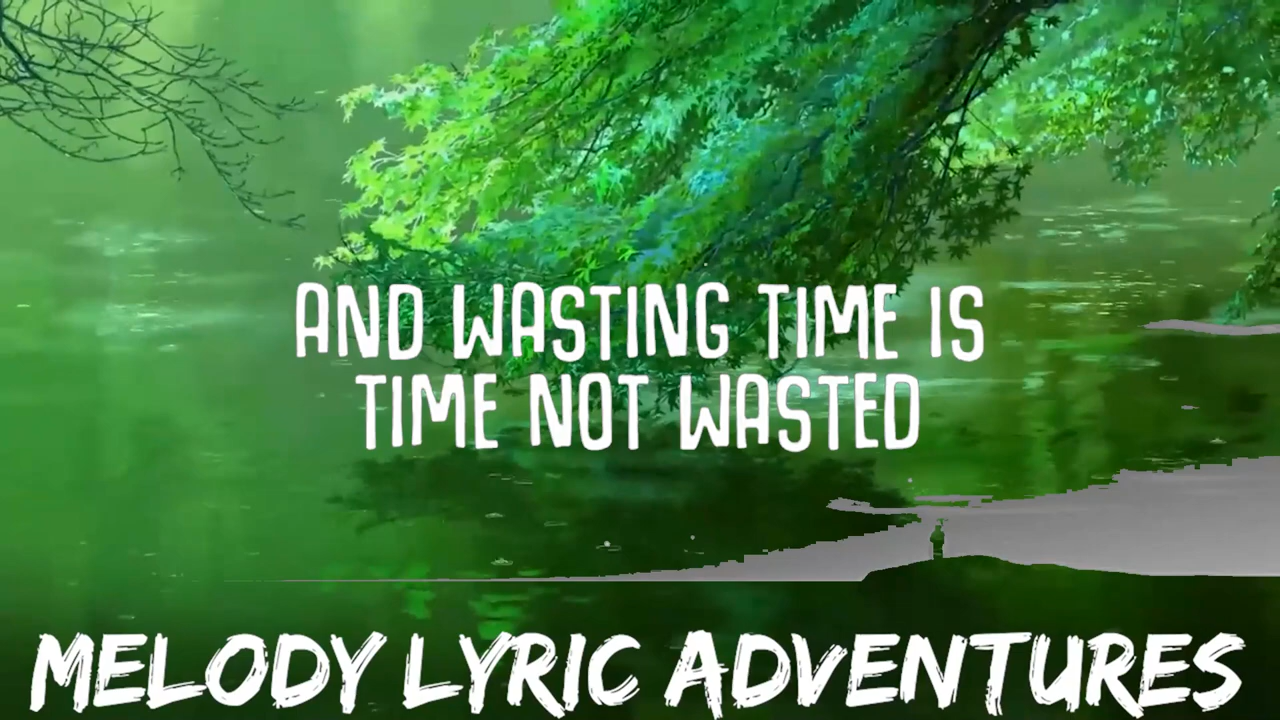 AND WASTING TIME IS
TIME NOT WASTED
MELODY LYRIC ADVENTURES